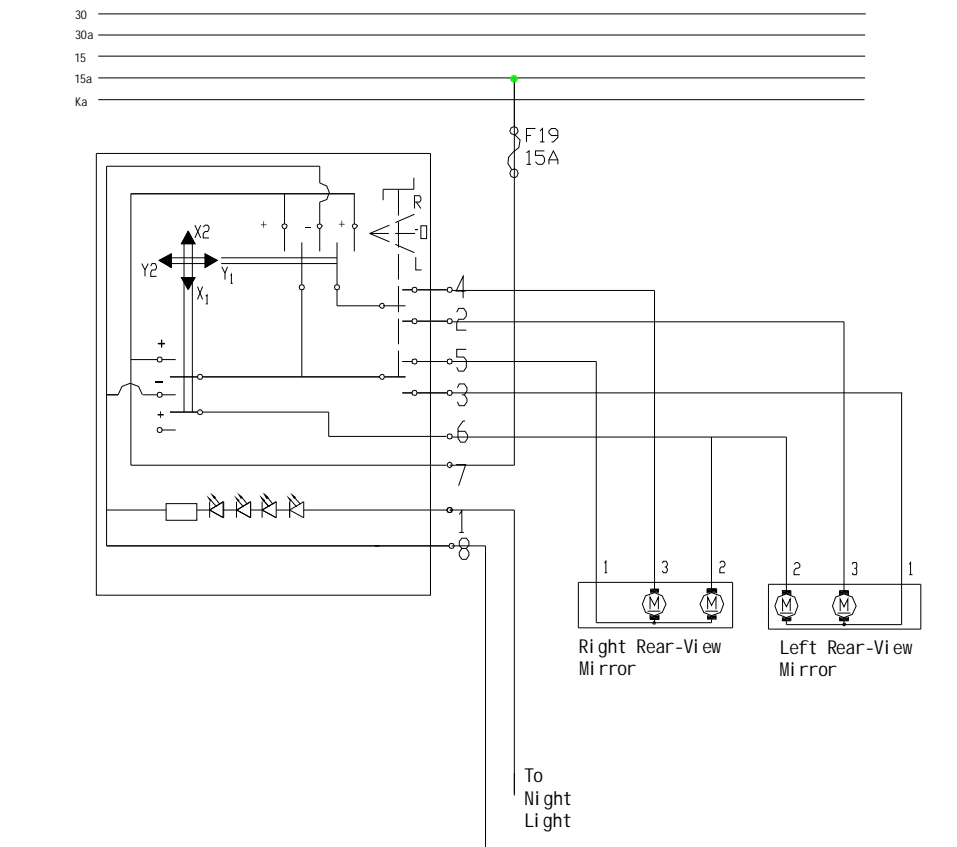 30
30a
15
15a
Ka
F19
15A
R
L
+
-
+
X2
Y2
Y1
X1
4
2
5
3
6
7
1
8
+
-
+
1
3
2
2
3
1
M
M
M
M
Right Rear-View
Mirror
Left Rear-View
Mirror
To
Night
Light